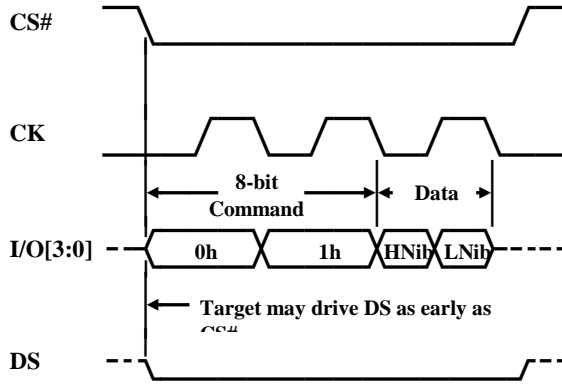 CS#
CK
8-bit
Command
Data
I/O[3:0]
0h
1h
HNib
LNib
Target may drive DS as early as
CS#
DS